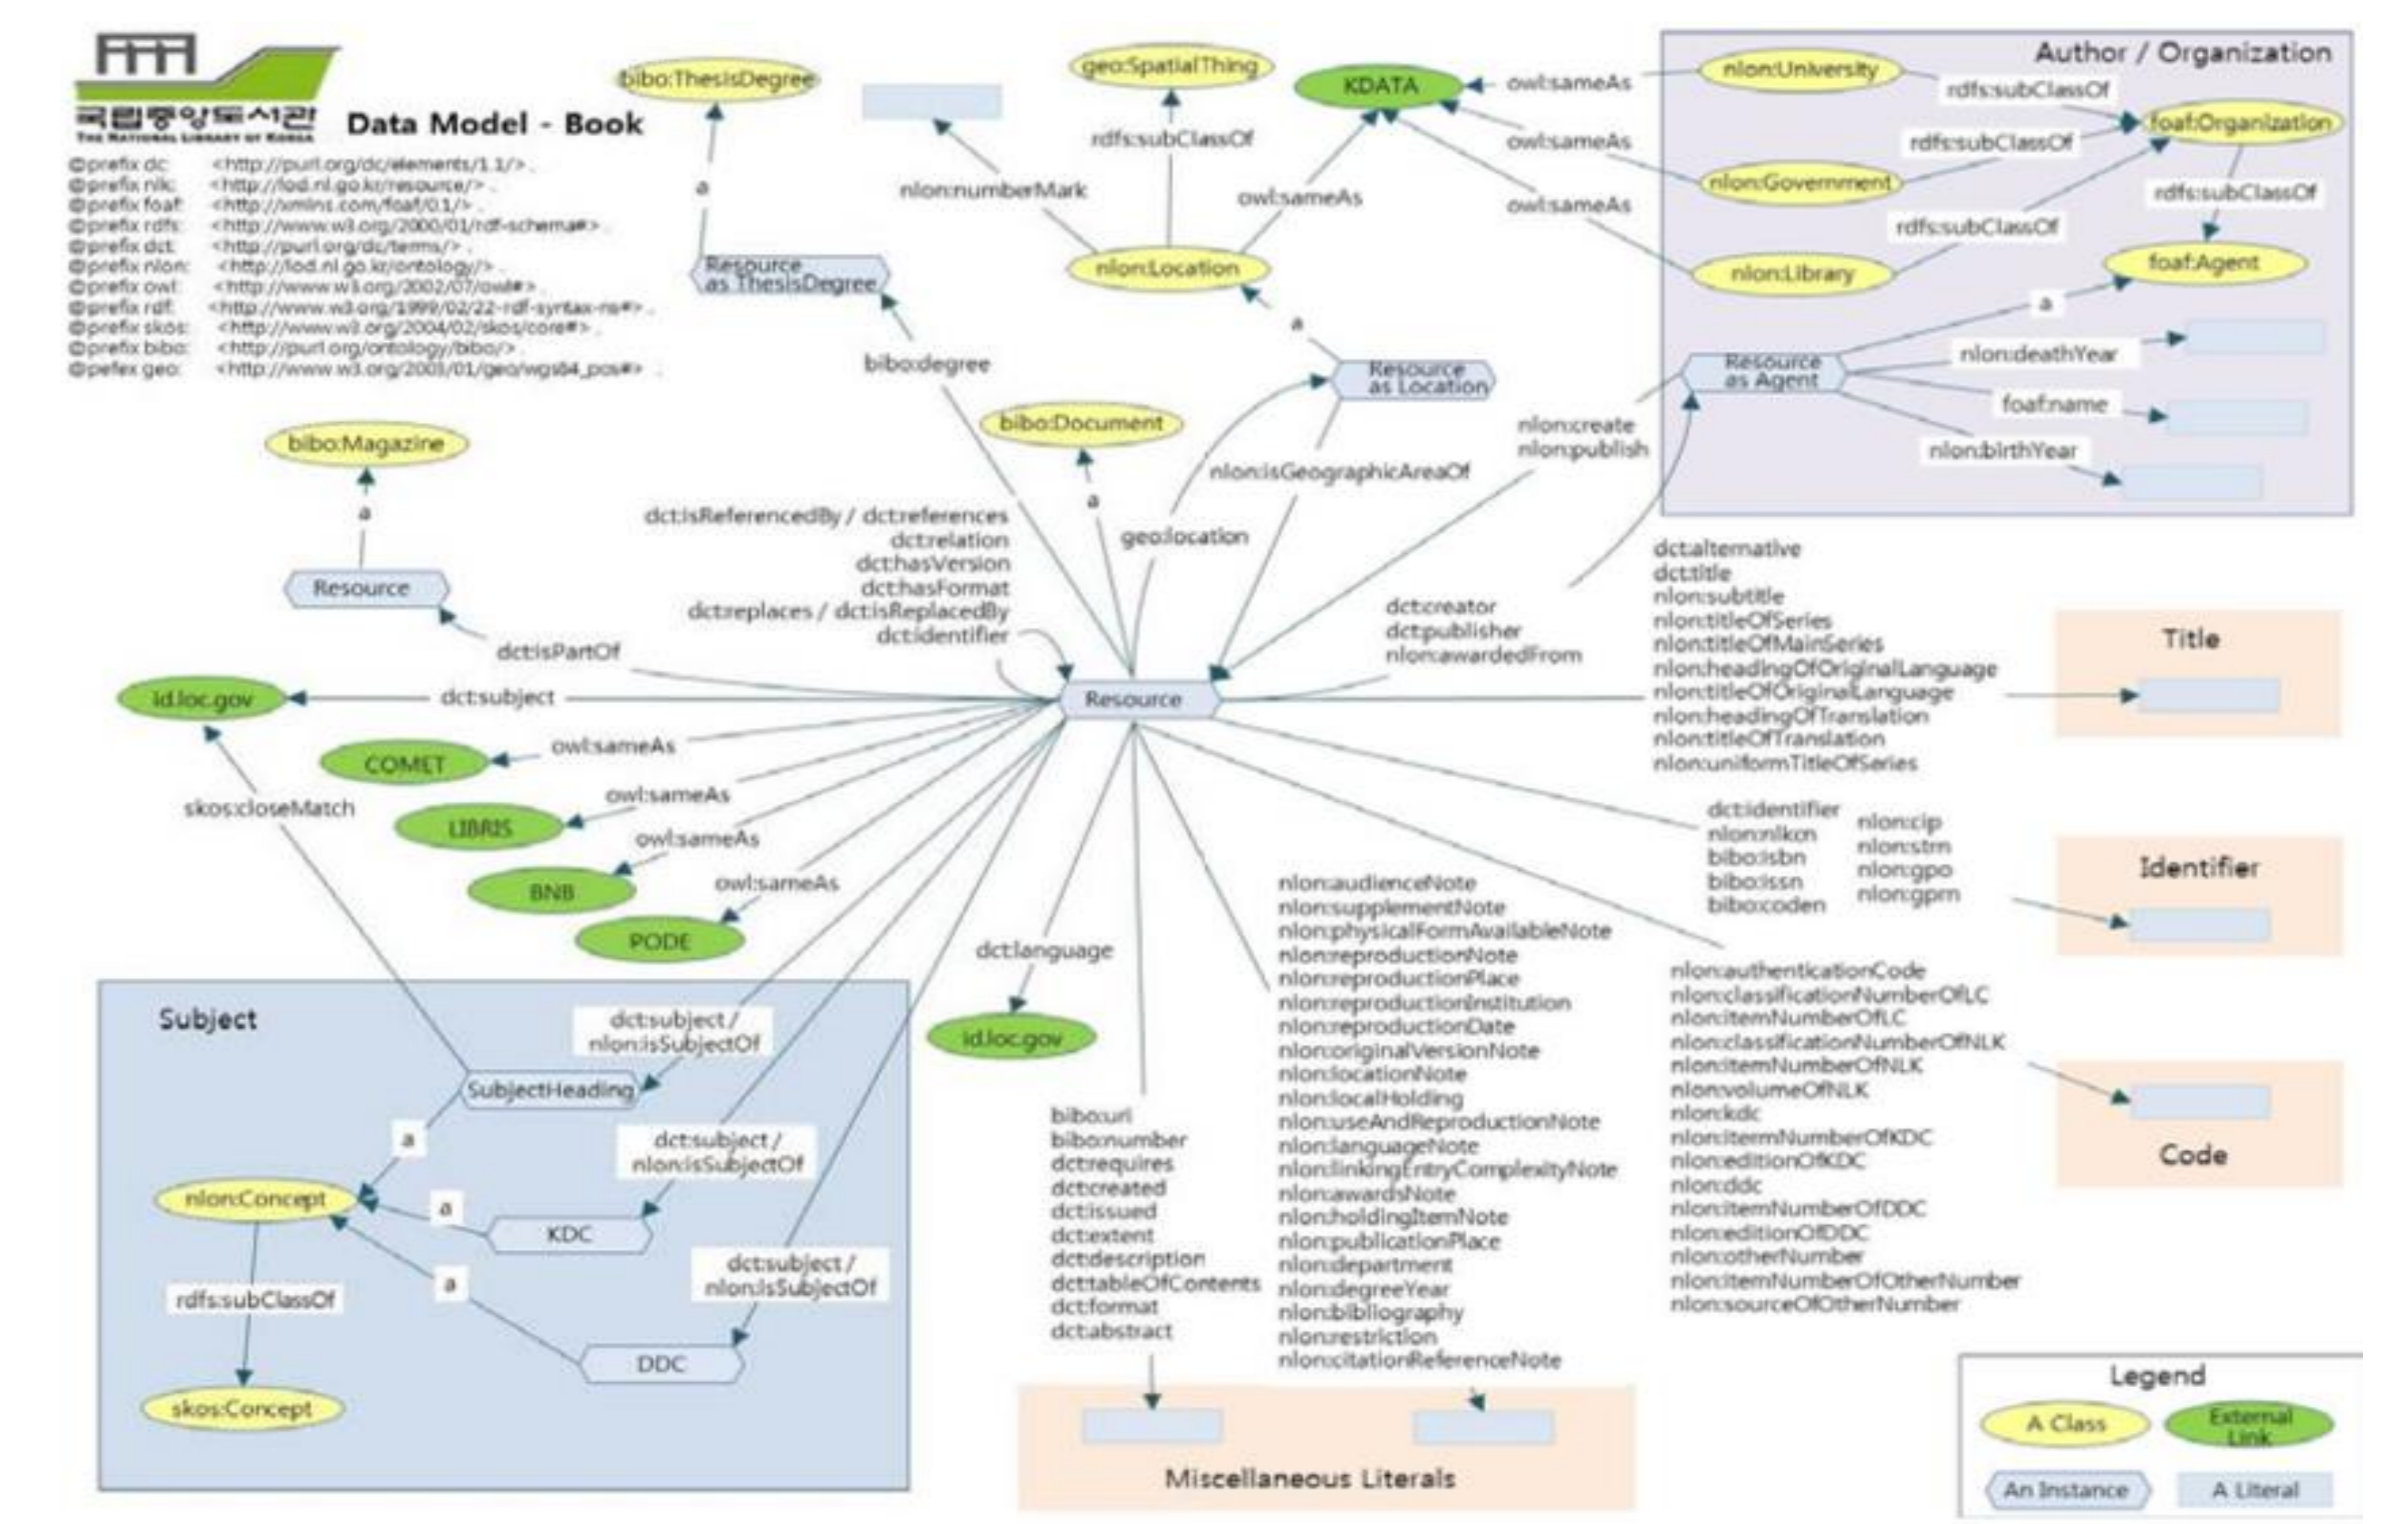 국립중앙도서관
THE NATIONAL LIBRARY OF KOREA
Data Model - Book
@prefix dc: <http://purl.org/dc/elements/1.1/> .
@prefix nlk: <http://lod.nl.go.kr/resource/> .
@prefix foaf: <http://xmlns.com/foaf/0.1/> .
@prefix rdfs: <http://www.w3.org/2000/01/rdf-schema#> .
@prefix dct: <http://purl.org/dc/terms/> .
@prefix nlon: <http://lod.nl.go.kr/ontology/> .
@prefix owl: <http://www.w3.org/2002/07/owl#> .
@prefix rdf: <http://www.w3.org/1999/02/22-rdf-syntax-ns#> .
@prefix skos: <http://www.w3.org/2004/02/skos/core#> .
@prefix bibo: <http://purl.org/ontology/bibo/> .
@pefex geo: <http://www.w3.org/2003/01/geo/wgs84_pos#> .
bibo:ThesisDegree
a
Resource
as ThesisDegree
bibo:degree
nlon:numberMark
geo:SpatialThing
rdfs:subClassOf
nlon:Location
owl:sameAs
KDATA
owl:sameAs
owl:sameAs
owl:sameAs
a
Resource
as Location
Author / Organization
nlon:University
rdfs:subClassOf
foaf:Organization
rdfs:subClassOf
nlon:Government
rdfs:subClassOf
rdfs:subClassOf
nlon:Library
foaf:Agent
a
Resource
as Agent
nlon:deathYear
foaf:name
nlon:birthYear
nlon:create
nlon:publish
bibo:Magazine
a
Resource
dct:isPartOf
bibo:Document
a
nlon:isGeographicAreaOf
geo:location
dct:isReferencedBy / dct:references
dct:relation
dct:hasVersion
dct:hasFormat
dct:replaces / dct:isReplacedBy
dct:identifier
Resource
dct:creator
dct:publisher
nlon:awardedFrom
dct:alternative
dct:title
nlon:subtitle
nlon:titleOfSeries
nlon:titleOfMainSeries
nlon:headingOfOriginalLanguage
nlon:titleOfOriginalLanguage
nlon:headingOfTranslation
nlon:titleOfTranslation
nlon:uniformTitleOfSeries
Title
id.loc.gov
dct:subject
COMET
owl:sameAs
LIBRIS
owl:sameAs
BNB
owl:sameAs
PODE
owl:sameAs
skos:closeMatch
dct:identifier
nlon:nlkcn
bibo:isbn
bibo:issn
bibo:coden
nlon:cip
nlon:strn
nlon:gpo
nlon:gprn
Identifier
dct:language
id.loc.gov
Subject
dct:subject /
nlon:isSubjectOf
SubjectHeading
a
dct:subject /
nlon:isSubjectOf
nlon:Concept
a
KDC
dct:subject /
nlon:isSubjectOf
a
rdfs:subClassOf
DDC
skos:Concept
bibo:uri
bibo:number
dct:requires
dct:created
dct:issued
dct:extent
dct:description
dct:tableOfContents
dct:format
dct:abstract
nlon:audienceNote
nlon:supplementNote
nlon:physicalFormAvailableNote
nlon:reproductionNote
nlon:reproductionPlace
nlon:reproductionInstitution
nlon:reproductionDate
nlon:originalVersionNote
nlon:locationNote
nlon:localHolding
nlon:useAndReproductionNote
nlon:languageNote
nlon:linkingEntryComplexityNote
nlon:awardsNote
nlon:holdingItemNote
nlon:publicationPlace
nlon:department
nlon:degreeYear
nlon:bibliography
nlon:restriction
nlon:citationReferenceNote
Miscellaneous Literals
nlon:authenticationCode
nlon:classificationNumberOfLC
nlon:itemNumberOfLC
nlon:classificationNumberOfNLK
nlon:itemNumberOfNLK
nlon:volumeOfNLK
nlon:kdc
nlon:itermNumberOfKDC
nlon:editionOfKDC
nlon:ddc
nlon:itemNumberOfDDC
nlon:editionOfDDC
nlon:otherNumber
nlon:itemNumberOfOtherNumber
nlon:sourceOfOtherNumber
Code
Legend
A Class
External
Link
An Instance
A Literal